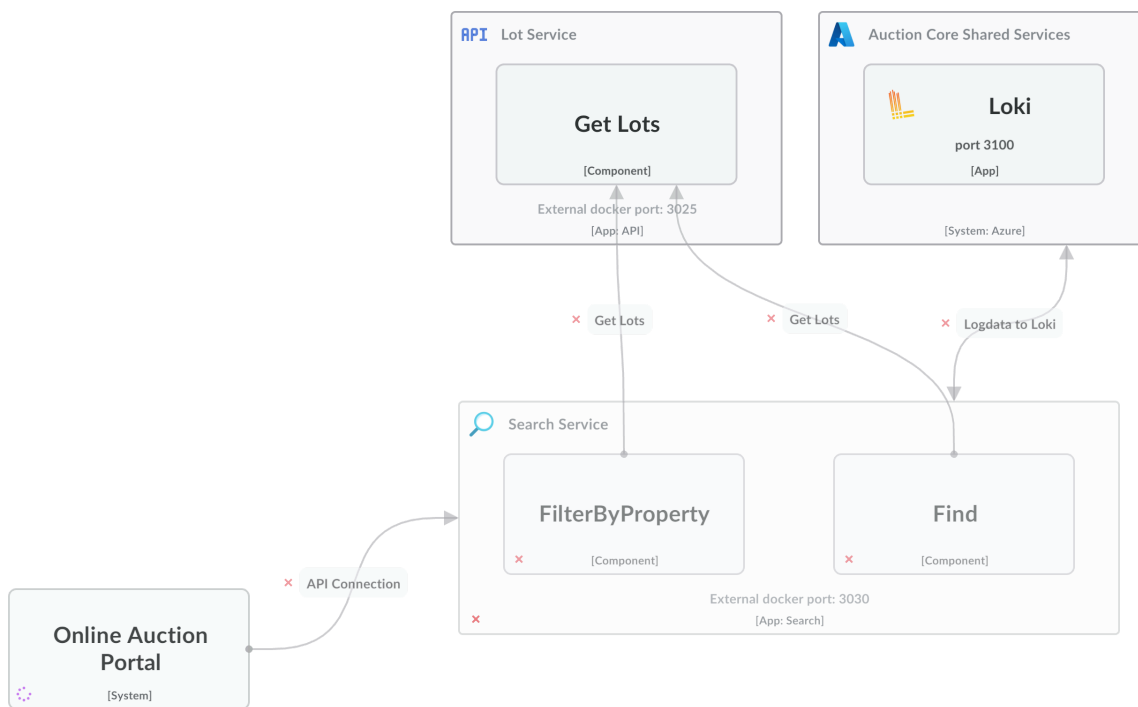 API Lot Service
Get Lots
[Component]
External docker port: 3025
[App: API]
Auction Core Shared Services
Loki
port 3100
[App]
[System: Azure]
Get Lots
Get Lots
Logdata to Loki
Search Service
FilterByProperty
[Component]
Find
[Component]
External docker port: 3030
[App: Search]
API Connection
Online Auction
Portal
[System]